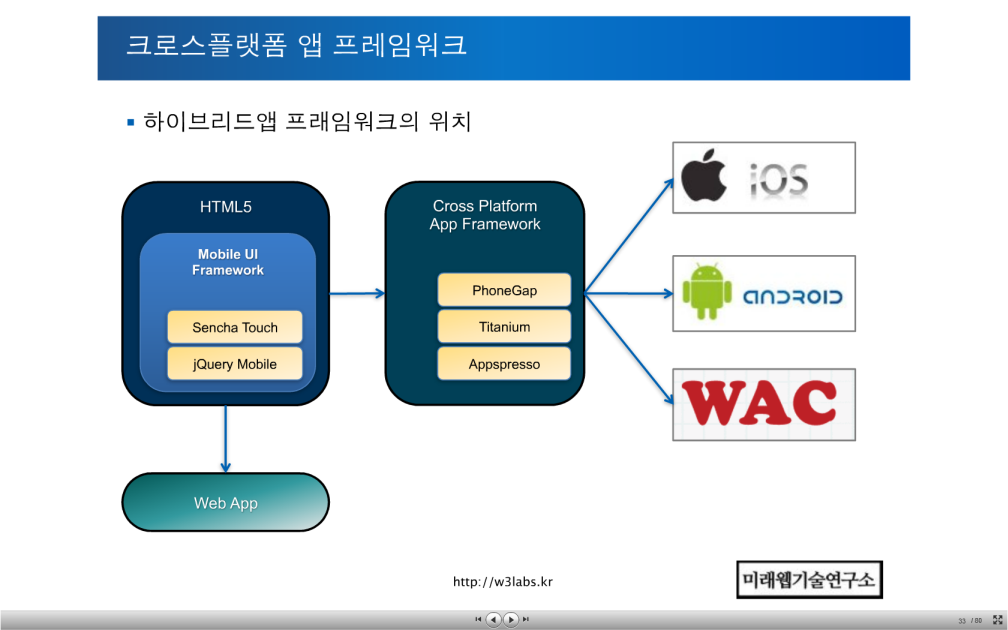 크로스플랫폼 앱 프레임워크
하이브리드앱 프래임워크의 위치
HTML5
Mobile UI
Framework
Sencha Touch
jQuery Mobile
Web App
Cross Platform
App Framework
PhoneGap
Titanium
Appspresso
iOS
ANDROID
WAC
http://w3labs.kr
미래웹기술연구소
33 / 80